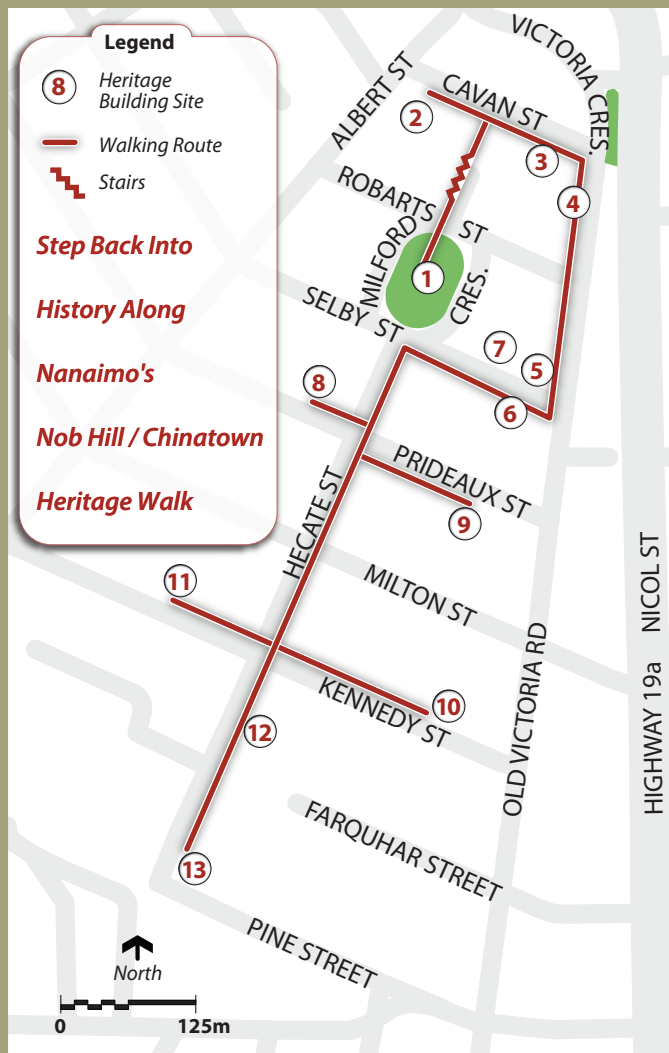 Legend
8
Heritage
Building Site
Walking Route
Stairs
Step Back Into
History Along
Nanaimo's
Nob Hill / Chinatown
Heritage Walk
VICTORIA CRES.
ALBERT ST
CAVAN ST
2
3
4
ROBARTS ST
MILFORD CRES.
1
SELBY ST
7
5
6
8
PRIDEAUX ST
9
HECATE ST
MILTON ST
11
NICOL ST
HIGHWAY 19a
OLD VICTORIA RD
KENNEDY ST
10
12
FARQUHAR STREET
13
PINE STREET
North
0 125m